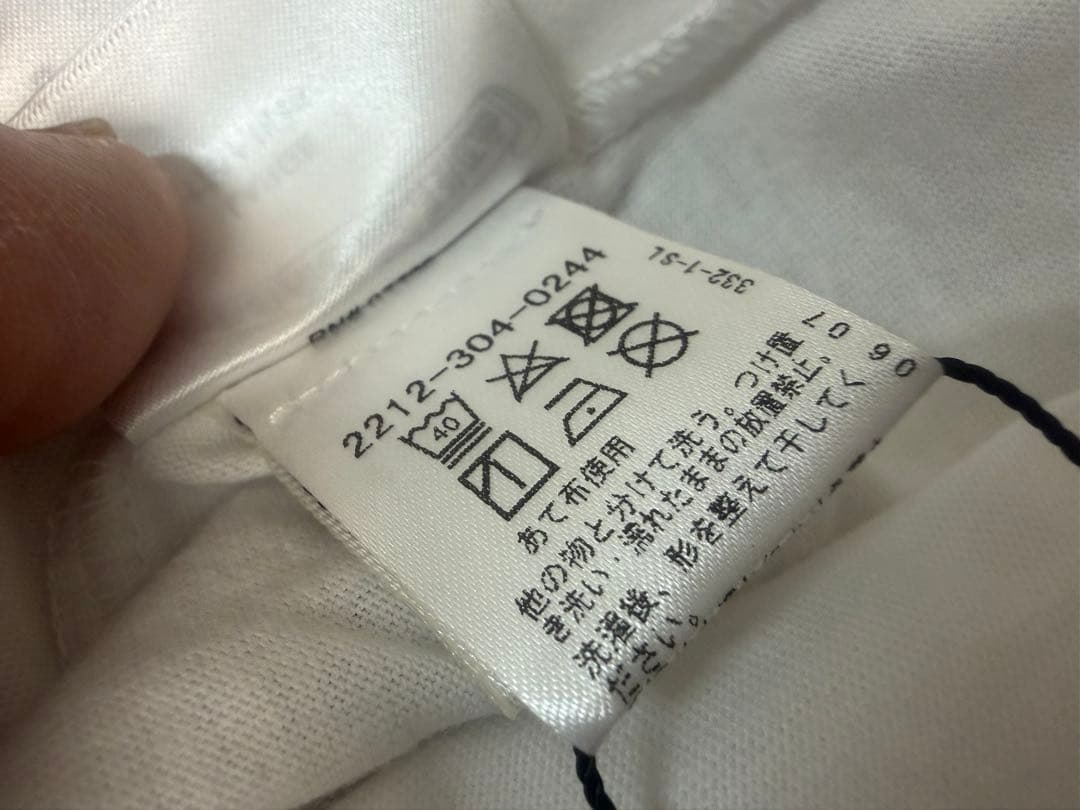 2212-304-0244
332-1-SL
40
あて布使用
他の物と分けて洗う。つけ置
き洗い・濡れたままの放置禁止。
洗濯後、形を整えて干してく
ださい。